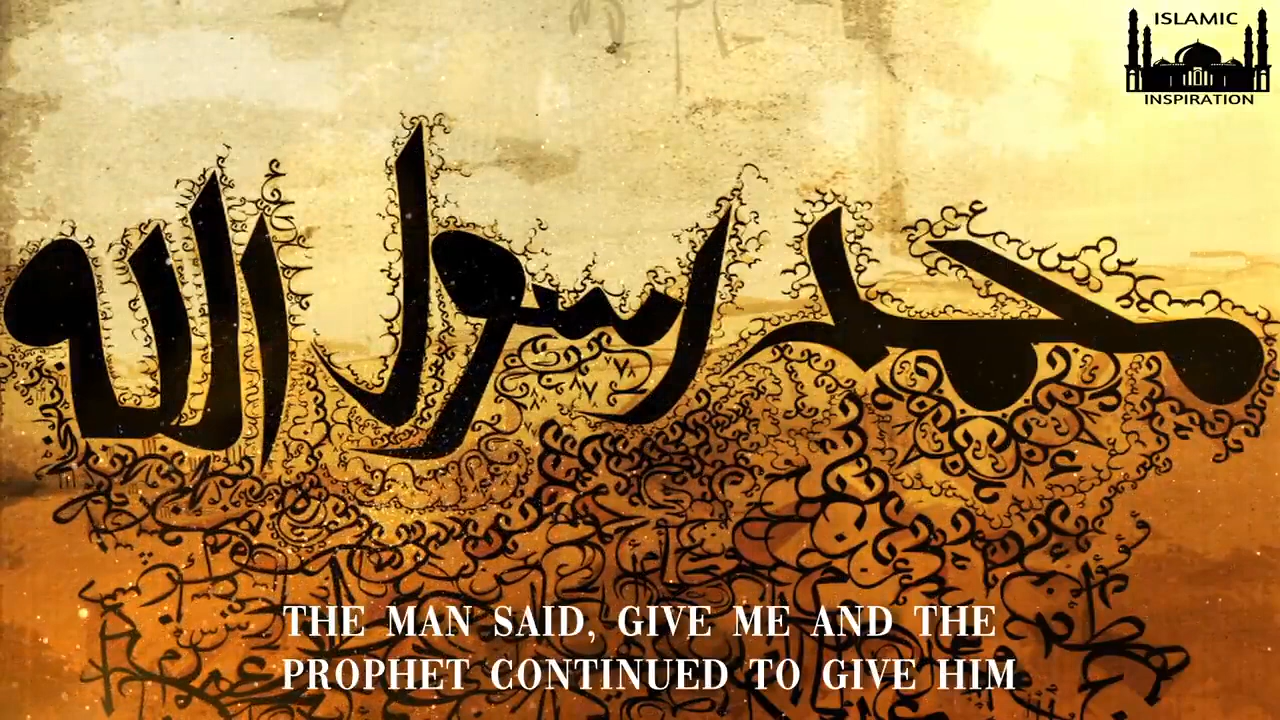 ISLAMIC
INSPIRATION
محمد رسول الله
THE MAN SAID, GIVE ME AND THE
PROPHET CONTINUED TO GIVE HIM